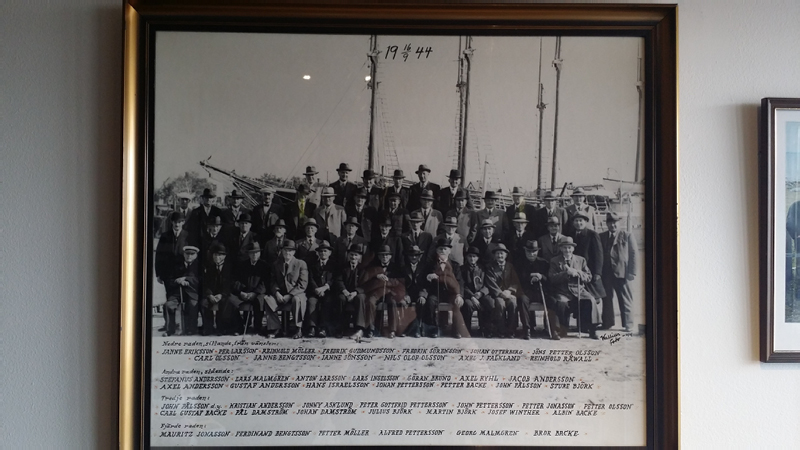 19 16/9 44
Nedre raden, sittande, från vänster:
JANNE ERIKSSON - PER LARSSON - REINHOLD MÖLLER - FREDRIK GUDMUNDSSON - FREDRIK SÖRENSSON - JOHAN OTTERBERG - JÖNS PETTER OLSSON
CARL OLSSON - JANNE BENGTSSON - JANNE JÖNSSON - NILS OLOF OLSSON - AXEL J. FALKLAND - REINHOLD RÅWALL
Andra raden, stående:
STEFANUS ANDERSSON - LARS MALMGREN - ANTON LARSSON - LARS INGELSSON - GÖRAN BRUNO - AXEL KYHL - JACOB ANDERSSON
AXEL ANDERSSON - GUSTAF ANDERSSON - HANS ISRAELSSON - JOHAN PETTERSSON - PETTER BACKE - JOHN PÅLSSON - STURE BJÖRK
Tredje raden:
JOHN PÅLSSON d.y. - KRISTIAN ANDERSSON - JONNY ASKLUND - PETER GOTTFRID PETTERSSON - JOHN PETTERSSON - PETTER JONASSON - PETTER OLSSON
CARL GUSTAF BACKE - PÅL DAMSTRÖM - JOHAN DAMSTRÖM - JULIUS BJÖRK - MARTIN BJÖRK - JOSEF WINTHER - ALBIN BACKE
Fjärde raden:
MAURITZ JONASSON - FERDINAND BENGTSSON - PETTER MÖLLER - ALFRED PETTERSSON - GEORG MALMGREN - BROR BACKE